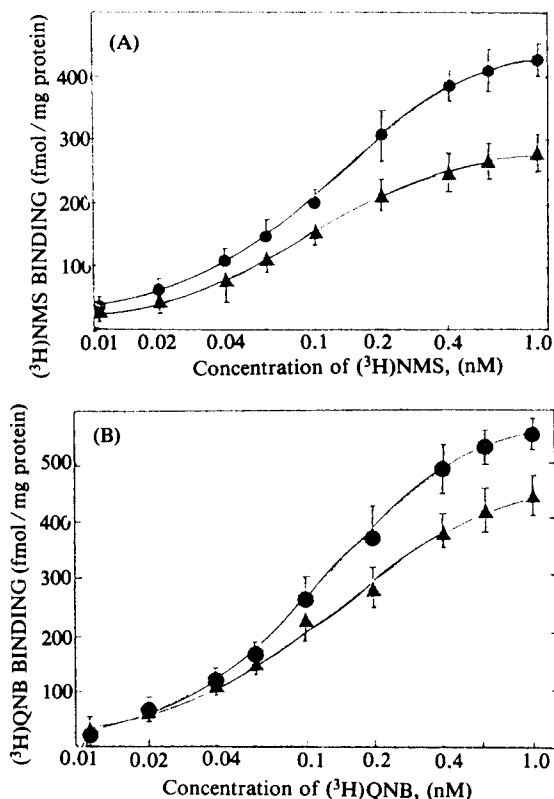 (A)
(³H)NMS BINDING (fmol/mg protein)
400
300
200
100
0.01 0.02 0.04 0.1 0.2 0.4 1.0
Concentration of (³H)NMS, (nM)
(B)
(³H)QNB BINDING (fmol/mg protein)
500
400
300
200
100
0.01 0.02 0.04 0.1 0.2 0.4 1.0
Concentration of (³H)QNB, (nM)